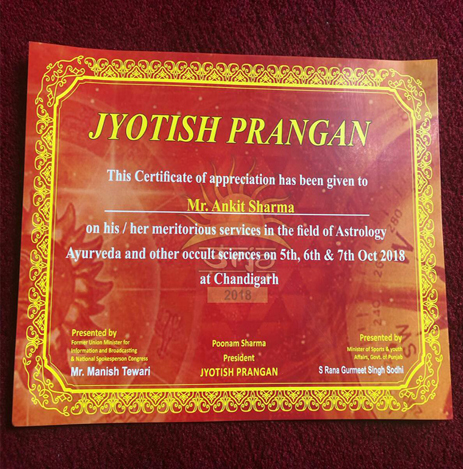 JYOTISH PRANGAN
This Certificate of appreciation has been given to
Mr. Ankit Sharma
on his / her meritorious services in the field of Astrology
Ayurveda and other occult sciences on 5th, 6th & 7th Oct 2018
at Chandigarh
2018
Presented by
Former Union Minister for
Information and Broadcasting
& National Spokesperson Congress
Mr. Manish Tewari
Poonam Sharma
President
JYOTISH PRANGAN
Presented by
Minister of Sports & youth
Affairs, Govt. of Punjab
S Rana Gurmeet Singh Sodhi